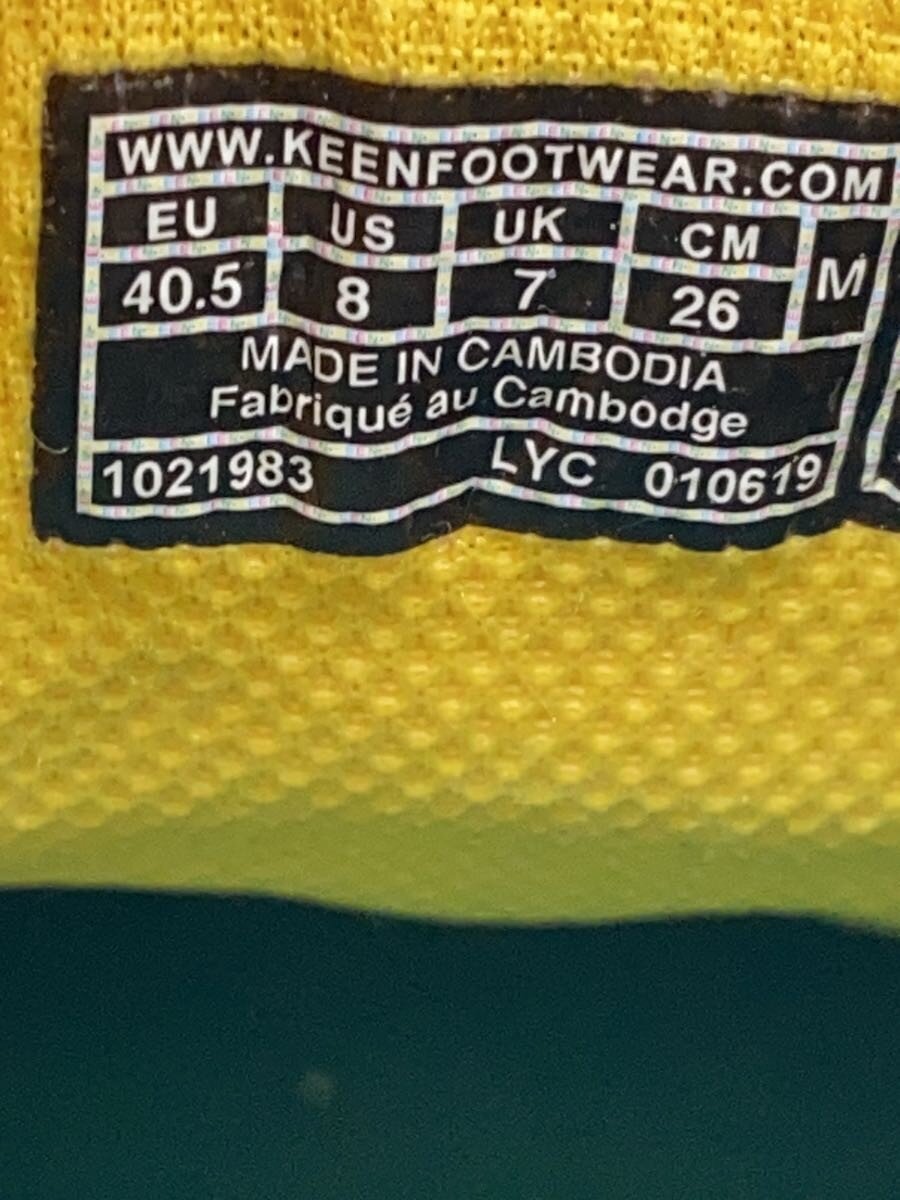 WWW.KEENFOOTWEAR.COM
EU US UK CM M
40.5 8 7 26
MADE IN CAMBODIA
Fabriqué au Cambodge
1021983 LYC 010619